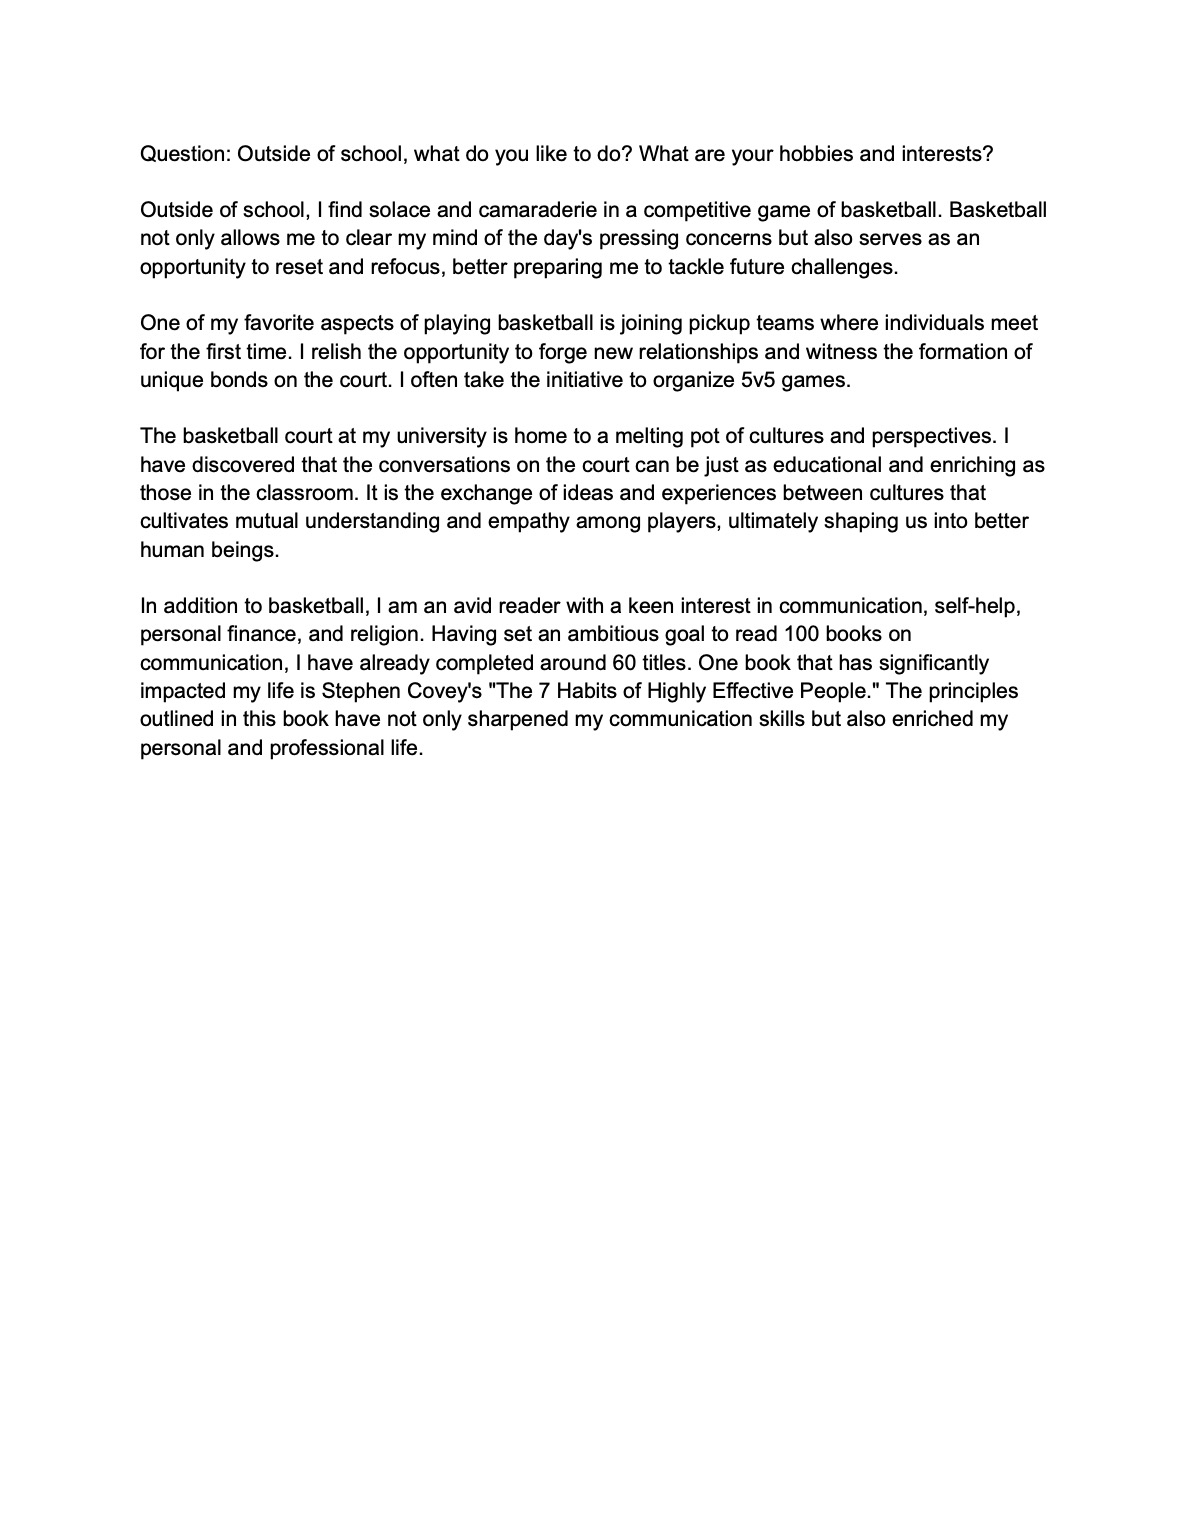 Question: Outside of school, what do you like to do? What are your hobbies and interests?
Outside of school, I find solace and camaraderie in a competitive game of basketball. Basketball
not only allows me to clear my mind of the day's pressing concerns but also serves as an
opportunity to reset and refocus, better preparing me to tackle future challenges.
One of my favorite aspects of playing basketball is joining pickup teams where individuals meet
for the first time. I relish the opportunity to forge new relationships and witness the formation of
unique bonds on the court. I often take the initiative to organize 5v5 games.
The basketball court at my university is home to a melting pot of cultures and perspectives. I
have discovered that the conversations on the court can be just as educational and enriching as
those in the classroom. It is the exchange of ideas and experiences between cultures that
cultivates mutual understanding and empathy among players, ultimately shaping us into better
human beings.
In addition to basketball, I am an avid reader with a keen interest in communication, self-help,
personal finance, and religion. Having set an ambitious goal to read 100 books on
communication, I have already completed around 60 titles. One book that has significantly
impacted my life is Stephen Covey's "The 7 Habits of Highly Effective People." The principles
outlined in this book have not only sharpened my communication skills but also enriched my
personal and professional life.